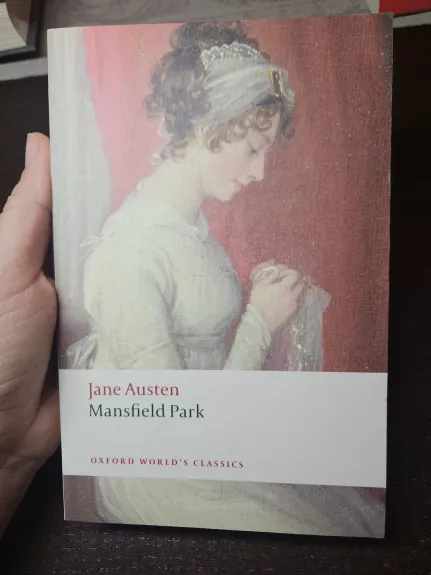 Jane Austen
Mansfield Park
OXFORD WORLD'S CLASSICS